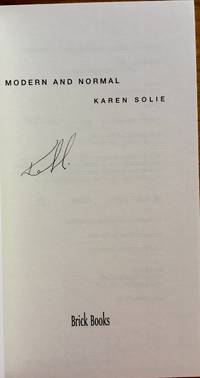 MODERN AND NORMAL
KAREN SOLIE
Brick Books